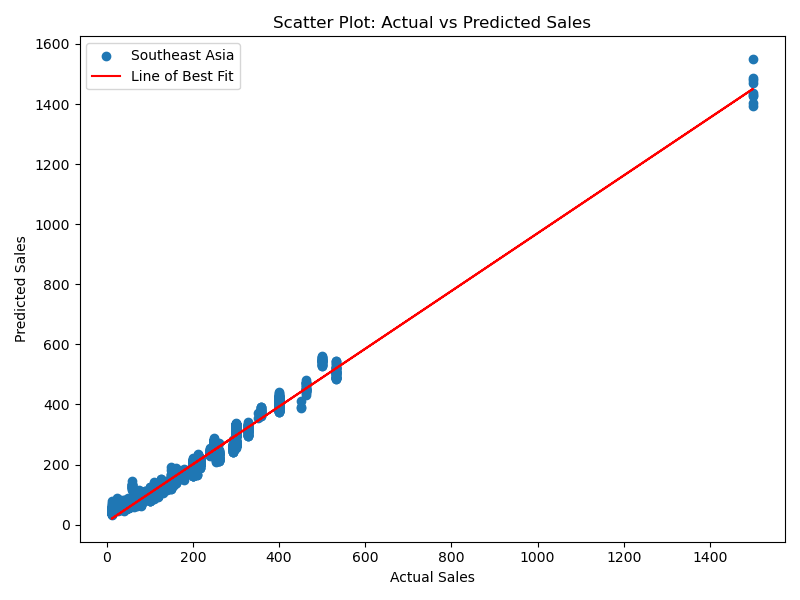 Scatter Plot: Actual vs Predicted Sales
Southeast Asia
Line of Best Fit
Predicted Sales
1600
1400
1200
1000
800
600
400
200
0
0 200 400 600 800 1000 1200 1400
Actual Sales